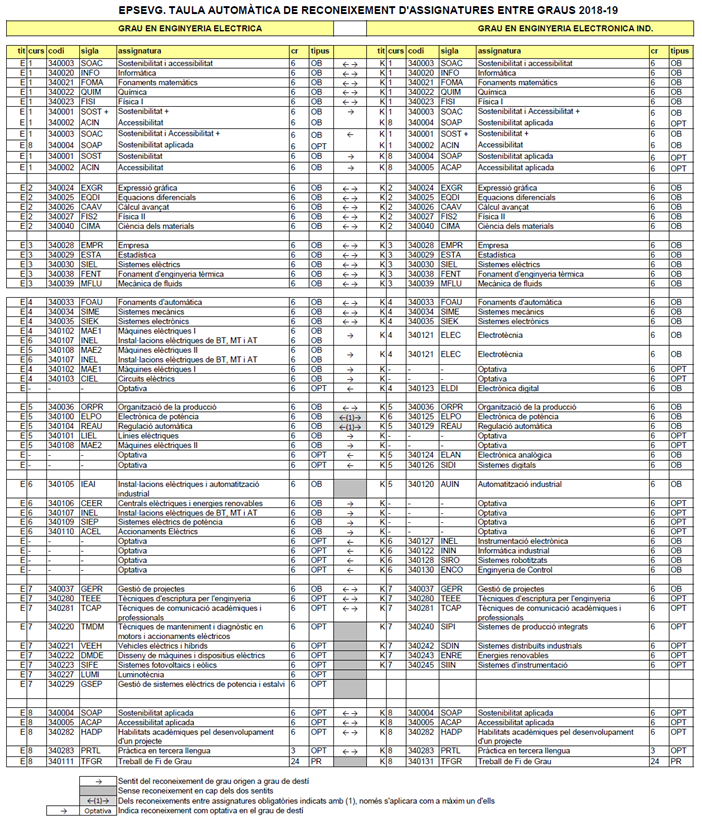 EPSEVG. TAULA AUTOMÀTICA DE RECONEIXEMENT D'ASSIGNATURES ENTRE GRAUS 2018-19
GRAU EN ENGINYERIA ELECTRICA GRAU EN ENGINYERIA ELECTRONICA IND.
tit curs codi sigla assignatura cr tipus tit curs codi sigla assignatura cr tipus
E 1 340003 SOAC Sostenibilitat i accessibilitat 6 OB ←→ K 1 340003 SOAC Sostenibilitat i accessibilitat 6 OB
E 1 340020 INFO Informàtica 6 OB ←→ K 1 340020 INFO Informàtica 6 OB
E 1 340021 FOMA Fonaments matemàtics 6 OB ←→ K 1 340021 FOMA Fonaments matemàtics 6 OB
E 1 340022 QUIM Química 6 OB ←→ K 1 340022 QUIM Química 6 OB
E 1 340023 FISI Física I 6 OB ←→ K 1 340023 FISI Física I 6 OB
E 1 340001 SOST + Sostenibilitat + 6 OB → K 1 340003 SOAC Sostenibilitat i Accessibilitat + 6 OB
E 1 340002 ACIN Accessibilitat 6 OB K 8 340004 SOAP Sostenibilitat aplicada 6 OPT
E 1 340003 SOAC Sostenibilitat i Accessibilitat + 6 OB ← K 1 340001 SOST + Sostenibilitat + 6 OB
E 8 340004 SOAP Sostenibilitat aplicada 6 OPT K 1 340002 ACIN Accessibilitat 6 OB
E 1 340001 SOST Sostenibilitat 6 OB → K 8 340004 SOAP Sostenibilitat aplicada 6 OPT
E 1 340002 ACIN Accessibilitat 6 OB → K 8 340005 ACAP Accessibilitat aplicada 6 OPT
E 2 340024 EXGR Expressió gràfica 6 OB ←→ K 2 340024 EXGR Expressió gràfica 6 OB
E 2 340025 EQDI Equacions diferencials 6 OB ←→ K 2 340025 EQDI Equacions diferencials 6 OB
E 2 340026 CAAV Càlcul avançat 6 OB ←→ K 2 340026 CAAV Càlcul avançat 6 OB
E 2 340027 FIS2 Física II 6 OB ←→ K 2 340027 FIS2 Física II 6 OB
E 2 340040 CIMA Ciència dels materials 6 OB ←→ K 2 340040 CIMA Ciència dels materials 6 OB
E 3 340028 EMPR Empresa 6 OB ←→ K 3 340028 EMPR Empresa 6 OB
E 3 340029 ESTA Estadística 6 OB ←→ K 3 340029 ESTA Estadística 6 OB
E 3 340030 SIEL Sistemes elèctrics 6 OB ←→ K 3 340030 SIEL Sistemes elèctrics 6 OB
E 3 340038 FENT Fonament d'enginyeria tèrmica 6 OB ←→ K 3 340038 FENT Fonament d'enginyeria tèrmica 6 OB
E 3 340039 MFLU Mecànica de fluids 6 OB ←→ K 3 340039 MFLU Mecànica de fluids 6 OB
E 4 340033 FOAU Fonaments d'automàtica 6 OB ←→ K 4 340033 FOAU Fonaments d'automàtica 6 OB
E 4 340034 SIME Sistemes mecànics 6 OB ←→ K 4 340034 SIME Sistemes mecànics 6 OB
E 4 340035 SIEK Sistemes electrònics 6 OB ←→ K 4 340035 SIEK Sistemes electrònics 6 OB
E 4 340102 MAE1 Màquines elèctriques I 6 OB → K 4 340121 ELEC Electrotècnia 6 OB
E 6 340107 INEL Instal·lacions elèctriques de BT, MT i AT 6 OB
E 5 340108 MAE2 Màquines elèctriques II 6 OB → K 4 340121 ELEC Electrotècnia 6 OB
E 6 340107 INEL Instal·lacions elèctriques de BT, MT i AT 6 OB
E 4 340102 MAE1 Màquines elèctriques I 6 OB → K - - - Optativa 6 OPT
E 4 340103 CIEL Circuits elèctrics 6 OB → K - - - Optativa 6 OPT
E - - - Optativa 6 OPT ← K 4 340123 ELDI Electrònica digital 6 OB
E 5 340036 ORPR Organització de la producció 6 OB ←→ K 5 340036 ORPR Organització de la producció 6 OB
E 5 340100 ELPO Electrònica de potència 6 OB ←(1)→ K 6 340125 ELPO Electrònica de potència 6 OB
E 5 340104 REAU Regulació automàtica 6 OB ←(1)→ K 5 340129 REAU Regulació automàtica 6 OB
E 5 340101 LIEL Línies elèctriques 6 OB → K - - - Optativa 6 OPT
E 5 340108 MAE2 Màquines elèctriques II 6 OB → K - - - Optativa 6 OPT
E - - - Optativa 6 OPT ← K 5 340124 ELAN Electrònica analògica 6 OB
E - - - Optativa 6 OPT ← K 5 340126 SIDI Sistemes digitals 6 OB
E 6 340105 IEAI Instal·lacions elèctriques i automatització industrial 6 OB K 5 340120 AUIN Automatització industrial 6 OB
E 6 340106 CEER Centrals elèctriques i energies renovables 6 OB → K - - - Optativa 6 OPT
E 6 340107 INEL Instal·lacions elèctriques de BT, MT i AT 6 OB → K - - - Optativa 6 OPT
E 6 340109 SIEP Sistemes elèctrics de potència 6 OB → K - - - Optativa 6 OPT
E 6 340110 ACEL Accionaments Elèctrics 6 OB → K - - - Optativa 6 OPT
E - - - Optativa 6 OPT ← K 6 340127 INEL Instrumentació electrònica 6 OB
E - - - Optativa 6 OPT ← K 6 340122 ININ Informàtica industrial 6 OB
E - - - Optativa 6 OPT ← K 6 340128 SIRO Sistemes robotitzats 6 OB
E - - - Optativa 6 OPT ← K 6 340130 ENCO Enginyeria de Control 6 OB
E 7 340037 GEPR Gestió de projectes 6 OB ←→ K 7 340037 GEPR Gestió de projectes 6 OB
E 7 340280 TEEE Tècniques d'escriptura per l'enginyeria 6 OPT ←→ K 7 340280 TEEE Tècniques d'escriptura per l'enginyeria 6 OPT
E 7 340281 TCAP Tècniques de comunicació acadèmiques i professionals 6 OPT ←→ K 7 340281 TCAP Tècniques de comunicació acadèmiques i professionals 6 OPT
E 7 340220 TMDM Tècniques de manteniment i diagnòstic en motors i accionaments elèctrics 6 OPT K 7 340240 SIPI Sistemes de producció integrats 6 OPT
E 7 340221 VEEH Vehicles elèctrics i híbrids 6 OPT K 7 340242 SDIN Sistemes distribuïts industrials 6 OPT
E 7 340222 DMDE Disseny de màquines i dispositius elèctrics 6 OPT K 7 340243 ENRE Energies renovables 6 OPT
E 7 340223 SIFE Sistemes fotovoltaics i eòlics 6 OPT K 7 340245 SIIN Sistemes d'instrumentació 6 OPT
E 7 340227 LUMI Luminotècnia 6 OPT
E 7 340229 GSEP Gestió de sistemes elèctrics de potencia i estalvi 6 OPT
E 8 340004 SOAP Sostenibilitat aplicada 6 OPT ←→ K 8 340004 SOAP Sostenibilitat aplicada 6 OPT
E 8 340005 ACAP Accessibilitat aplicada 6 OPT ←→ K 8 340005 ACAP Accessibilitat aplicada 6 OPT
E 8 340282 HADP Habilitats acadèmiques pel desenvolupament d'un projecte 6 OPT ←→ K 8 340282 HADP Habilitats acadèmiques pel desenvolupament d'un projecte 6 OPT
E 8 340283 PRTL Pràctica en tercera llengua 3 OPT ←→ K 8 340283 PRTL Pràctica en tercera llengua 3 OPT
E 8 340111 TFGR Treball de Fi de Grau 24 PR K 8 340131 TFGR Treball de Fi de Grau 24 PR
→ Sentit del reconeixement de grau origen a grau de destí
Sense reconeixement en cap dels dos sentits
←(1)→ Dels reconeixements entre assignatures obligatòries indicats amb (1), només s'aplicara com a màxim un d'ells
→ Optativa Indica reconeixement com optativa en el grau de destí